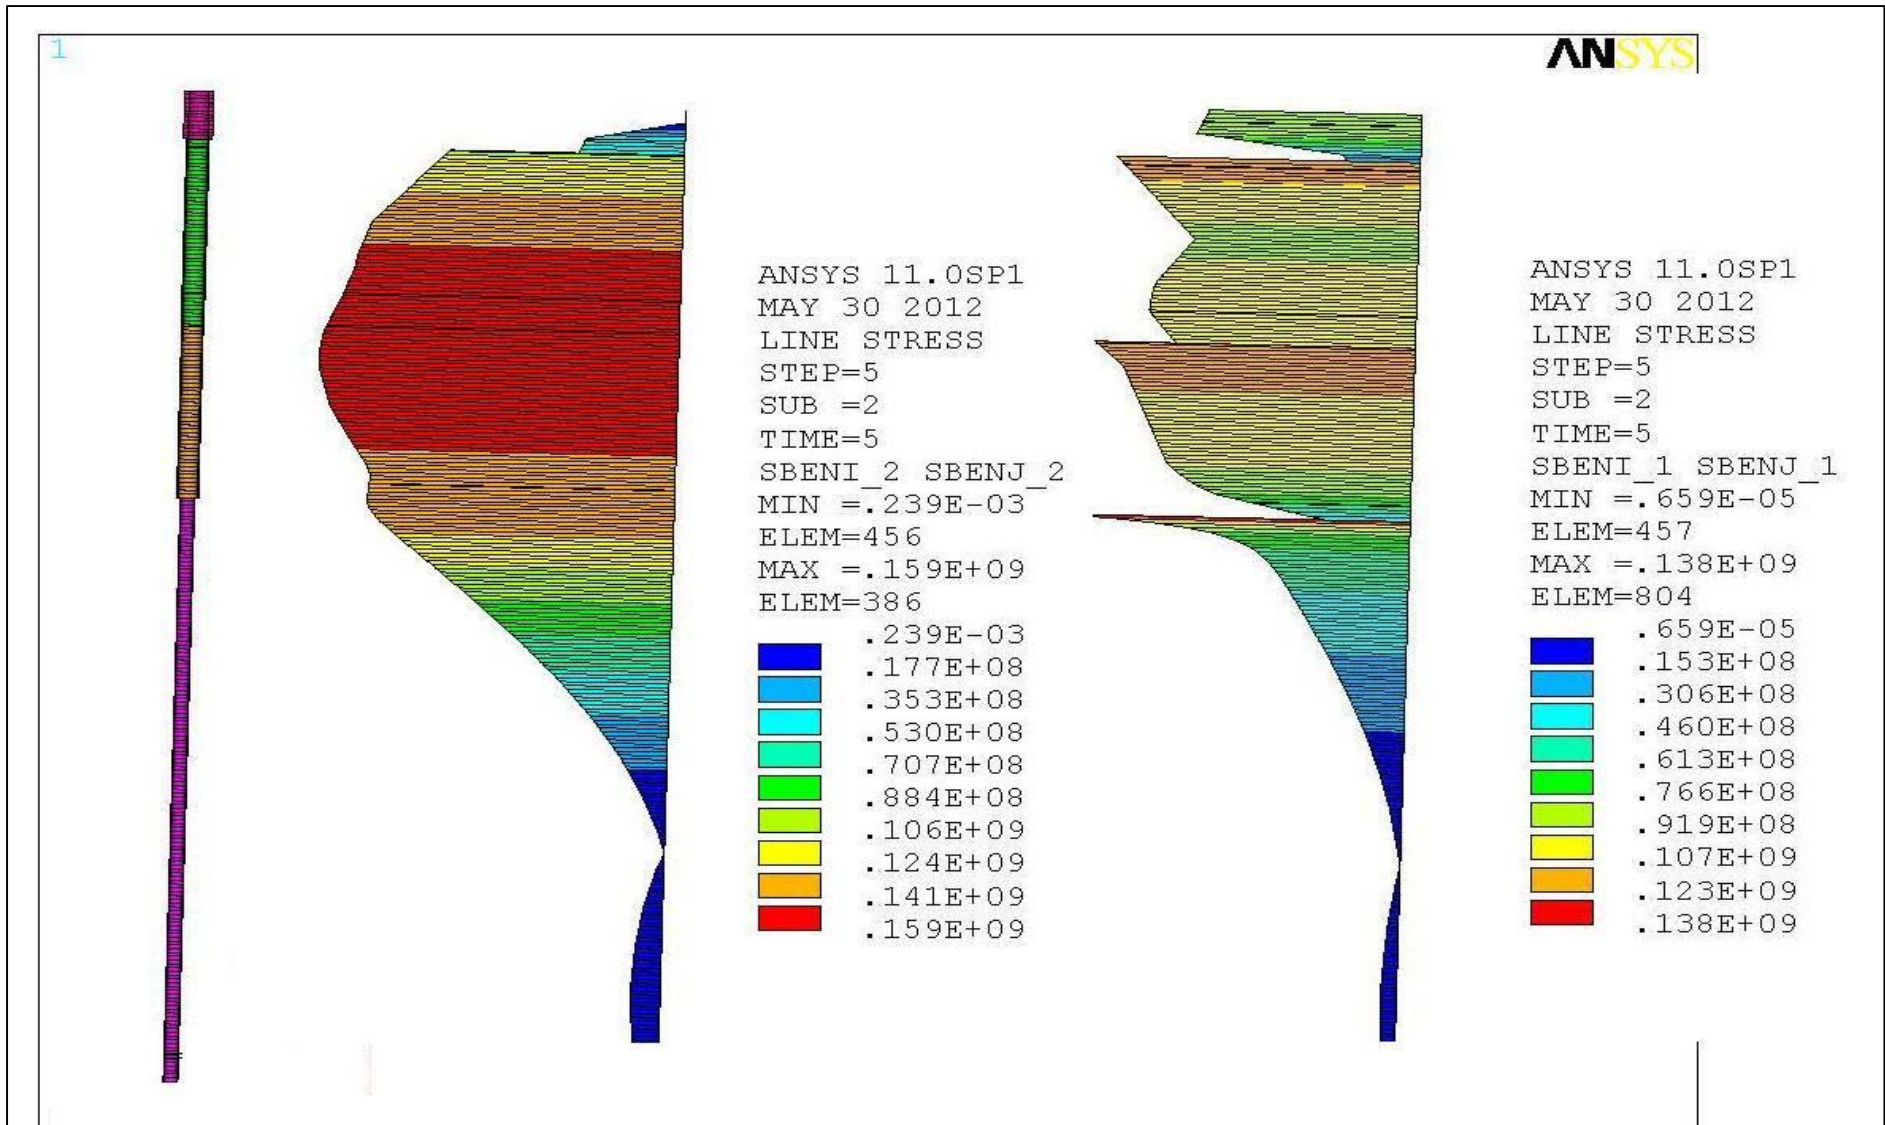 1
ANSYS
ANSYS 11.0SP1
MAY 30 2012
LINE STRESS
STEP=5
SUB =2
TIME=5
SBENI_2 SBENJ_2
MIN =.239E-03
ELEM=456
MAX =.159E+09
ELEM=386
.239E-03
.177E+08
.353E+08
.530E+08
.707E+08
.884E+08
.106E+09
.124E+09
.141E+09
.159E+09
ANSYS 11.0SP1
MAY 30 2012
LINE STRESS
STEP=5
SUB =2
TIME=5
SBENI_1 SBENJ_1
MIN =.659E-05
ELEM=457
MAX =.138E+09
ELEM=804
.659E-05
.153E+08
.306E+08
.460E+08
.613E+08
.766E+08
.919E+08
.107E+09
.123E+09
.138E+09